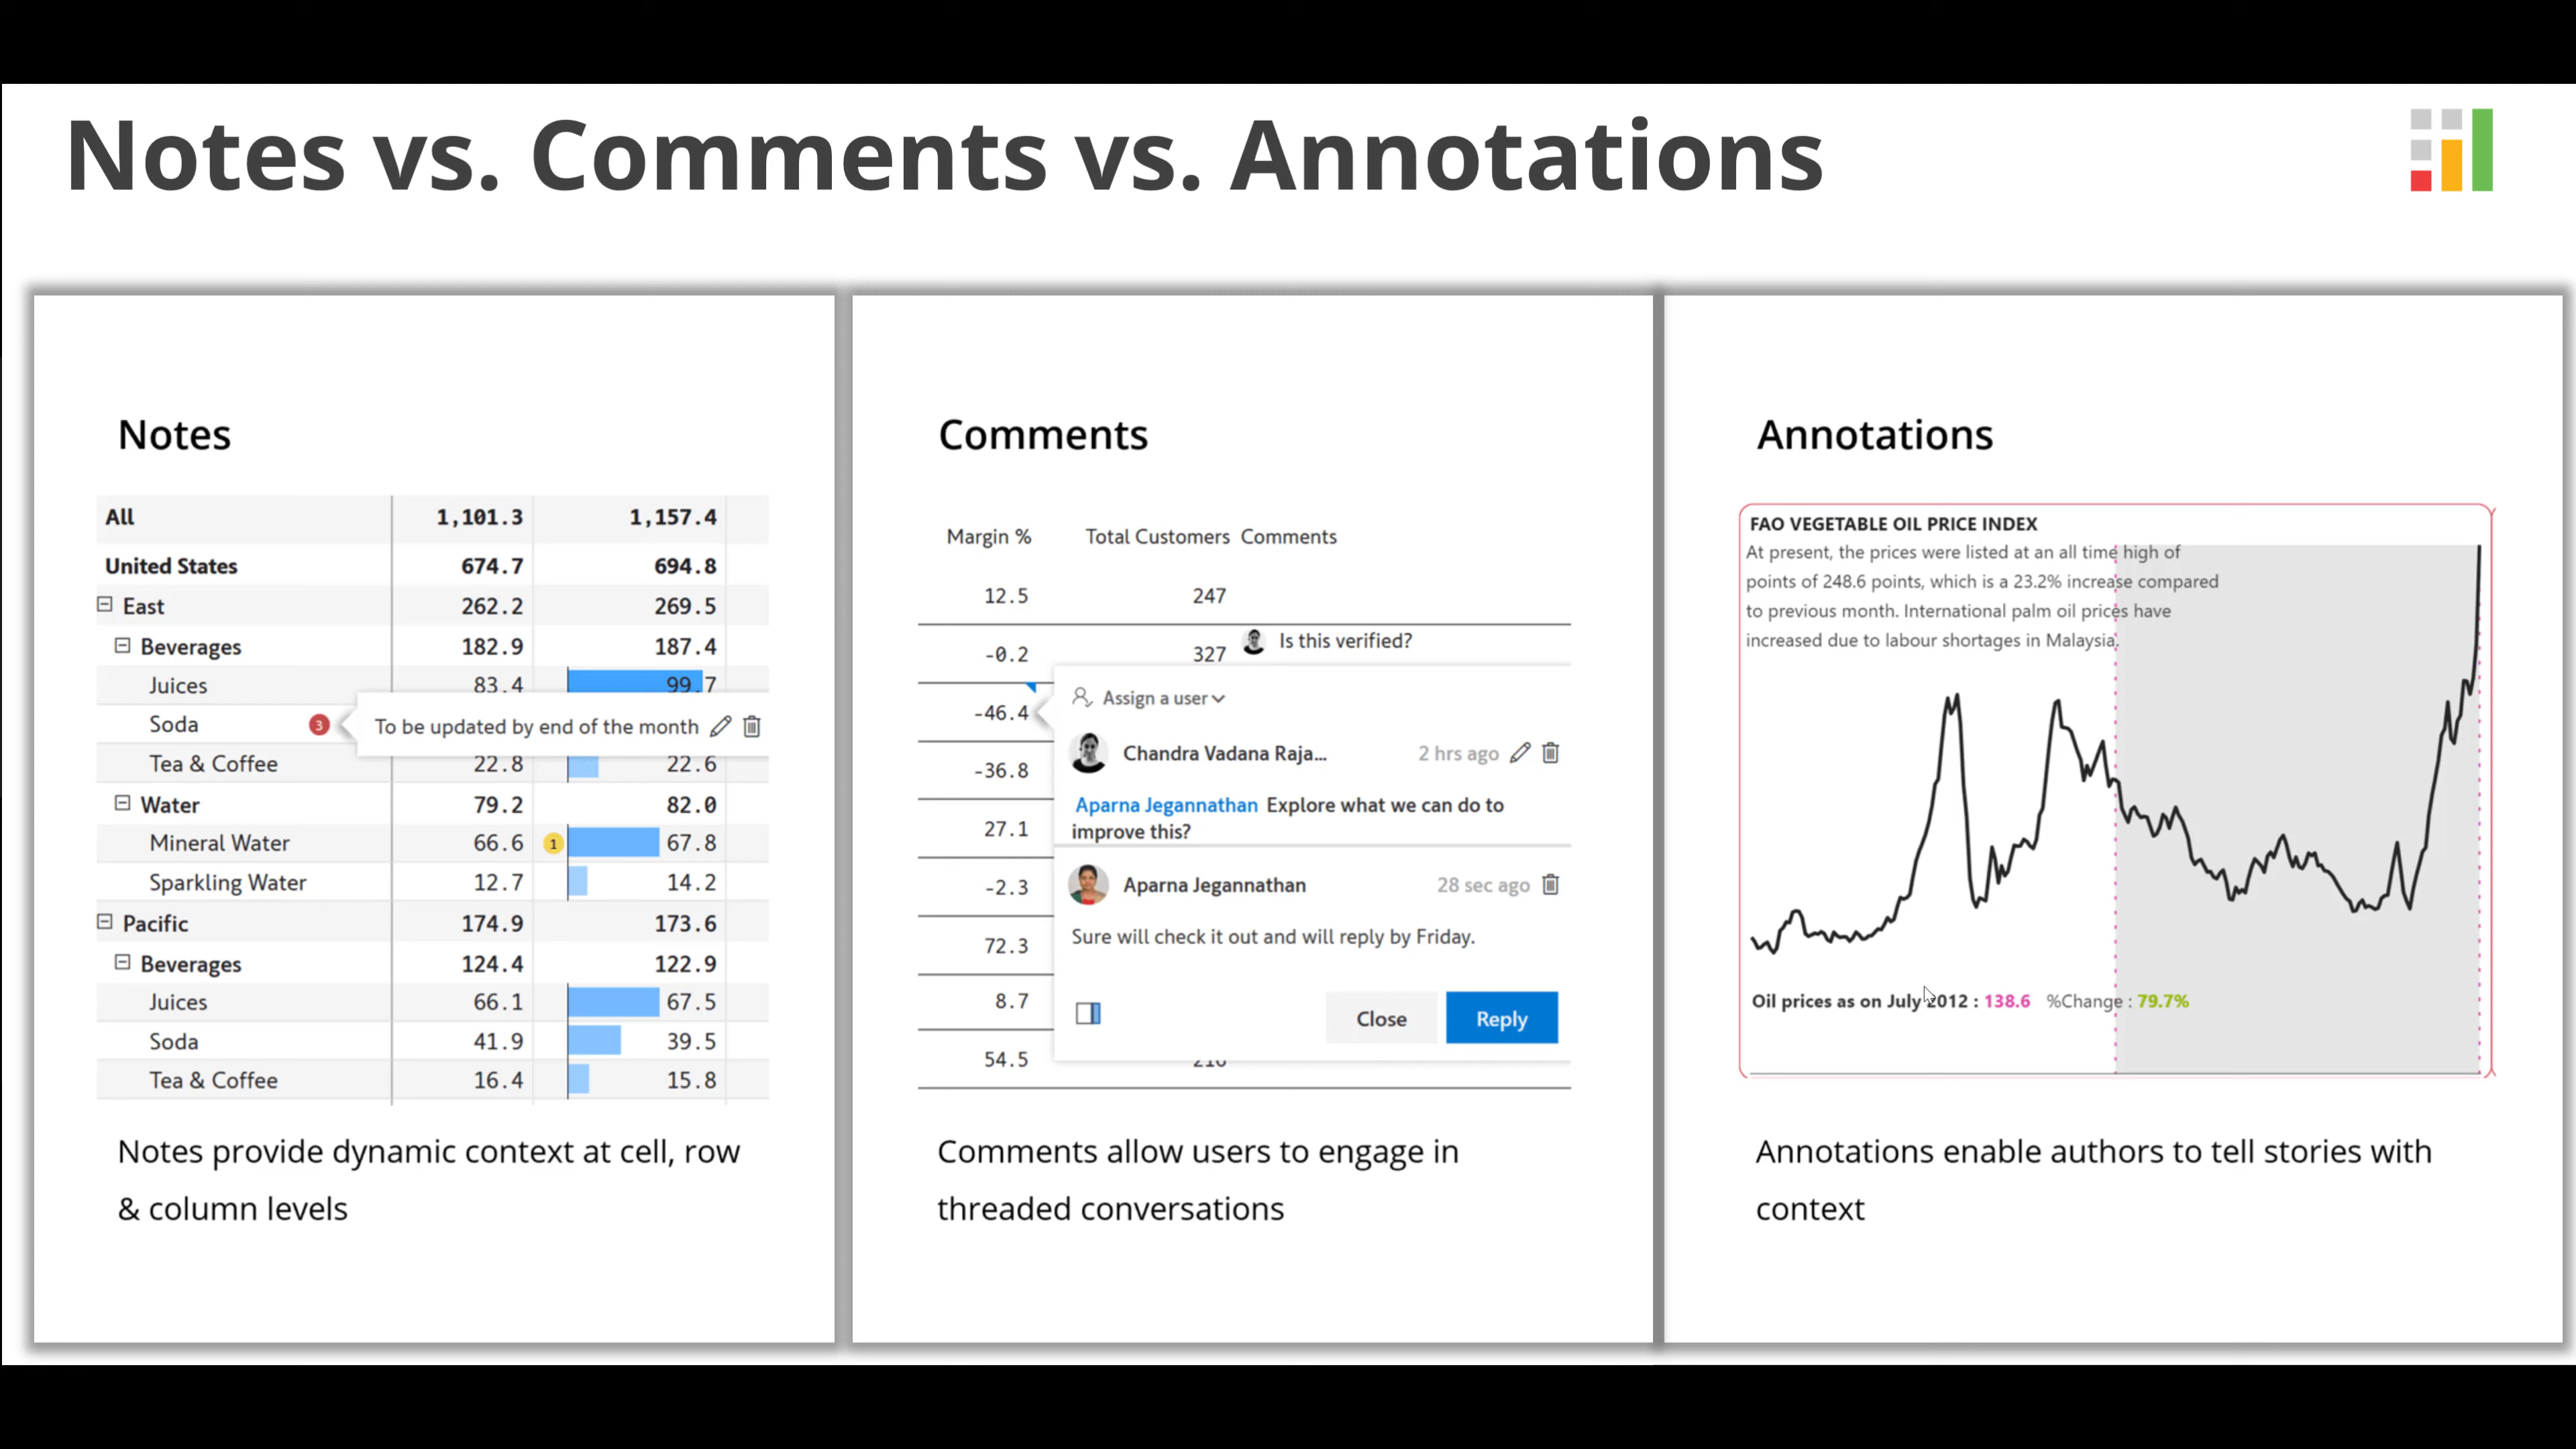 Notes vs. Comments vs. Annotations
Notes
All 1,101.3 1,157.4
United States 674.7 694.8
East 262.2 269.5
Beverages 182.9 187.4
Juices 83.4 99.7
Soda 3 To be updated by end of the month
Tea & Coffee 22.8 22.6
Water 79.2 82.0
Mineral Water 66.6 1 67.8
Sparkling Water 12.7 14.2
Pacific 174.9 173.6
Beverages 124.4 122.9
Juices 66.1 67.5
Soda 41.9 39.5
Tea & Coffee 16.4 15.8
Notes provide dynamic context at cell, row
& column levels
Comments
Margin % Total Customers Comments
12.5 247
-0.2 327 Is this verified?
-46.4
-36.8
27.1
-2.3
72.3
8.7
54.5
Assign a user
Chandra Vadana Raja... 2 hrs ago
Aparna Jegannathan Explore what we can do to
improve this?
Aparna Jegannathan 28 sec ago
Sure will check it out and will reply by Friday.
Close Reply
Comments allow users to engage in
threaded conversations
Annotations
FAO VEGETABLE OIL PRICE INDEX
At present, the prices were listed at an all time high of
points of 248.6 points, which is a 23.2% increase compared
to previous month. International palm oil prices have
increased due to labour shortages in Malaysia.
Oil prices as on July 2012 : 138.6 %Change : 79.7%
Annotations enable authors to tell stories with
context